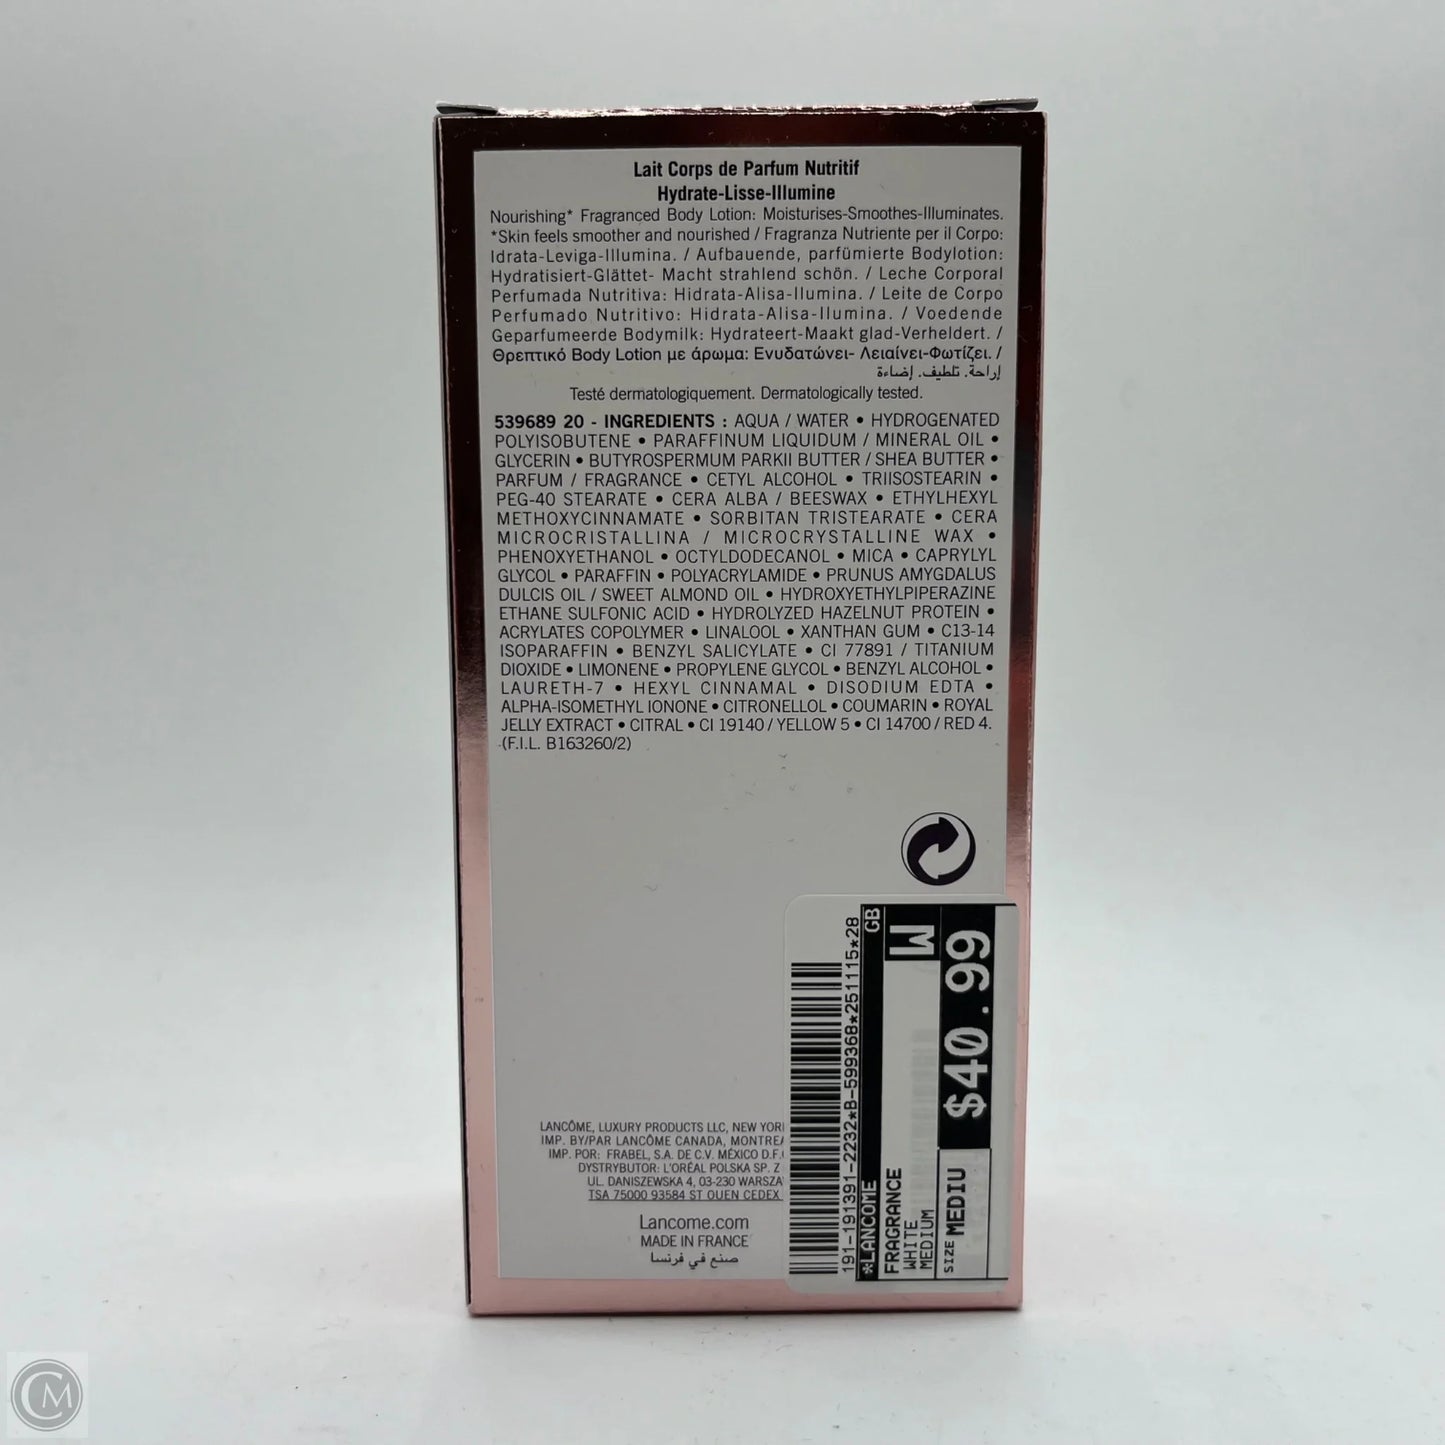 Lait Corps de Parfum Nutritif
Hydrate-Lisse-Illumine
Nourishing* Fragranced Body Lotion: Moisturises-Smoothes-Illuminates.
*Skin feels smoother and nourished / Fragranza Nutriente per il Corpo:
Idrata-Leviga-Illumina. / Aufbauende, parfümierte Bodylotion:
Hydratisiert-Glättet- Macht strahlend schön. / Leche Corporal
Perfumada Nutritiva: Hidrata-Alisa-Ilumina. / Leite de Corpo
Perfumado Nutritivo: Hidrata-Alisa-Ilumina. / Voedende
Geparfumeerde Bodymilk: Hydrateert-Maakt glad-Verheldert. /
Θρεπτικό Body Lotion με άρωμα: Ενυδατώνει- Λειαίνει-Φωτίζει. /
إراحة. تلطيف. إضاءة
Testé dermatologiquement. Dermatologically tested.
539689 20 - INGREDIENTS : AQUA / WATER • HYDROGENATED
POLYISOBUTENE • PARAFFINUM LIQUIDUM / MINERAL OIL •
GLYCERIN • BUTYROSPERMUM PARKII BUTTER / SHEA BUTTER •
PARFUM / FRAGRANCE • CETYL ALCOHOL • TRIISOSTEARIN •
PEG-40 STEARATE • CERA ALBA / BEESWAX • ETHYLHEXYL
METHOXYCINNAMATE • SORBITAN TRISTEARATE • CERA
MICROCRISTALLINA / MICROCRYSTALLINE WAX •
PHENOXYETHANOL • OCTYLDODECANOL • MICA • CAPRYLYL
GLYCOL • PARAFFIN • POLYACRYLAMIDE • PRUNUS AMYGDALUS
DULCIS OIL / SWEET ALMOND OIL • HYDROXYETHYLPIPERAZINE
ETHANE SULFONIC ACID • HYDROLYZED HAZELNUT PROTEIN •
ACRYLATES COPOLYMER • LINALOOL • XANTHAN GUM • C13-14
ISOPARAFFIN • BENZYL SALICYLATE • CI 77891 / TITANIUM
DIOXIDE • LIMONENE • PROPYLENE GLYCOL • BENZYL ALCOHOL •
LAURETH-7 • HEXYL CINNAMAL • DISODIUM EDTA •
ALPHA-ISOMETHYL IONONE • CITRONELLOL • COUMARIN • ROYAL
JELLY EXTRACT • CITRAL • CI 19140 / YELLOW 5 • CI 14700 / RED 4.
(F.I.L. B163260/2)
LANCÔME, LUXURY PRODUCTS LLC, NEW YOR
IMP. BY/PAR LANCÔME CANADA, MONTREA
IMP. POR: FRABEL, S.A. DE C.V. MÉXICO D.F.
DYSTRYBUTOR: L'ORÉAL POLSKA SP. Z
UL. DANISZEWSKA 4, 03-230 WARSZA
TSA 75000 93584 ST OUEN CEDEX
Lancome.com
MADE IN FRANCE
صنع في فرنسا
191-191391-2232*B-599368*251115*28
*LANCOME GB
FRAGRANCE M
WHITE
MEDIUM
SIZE MEDIU $40.99
CM